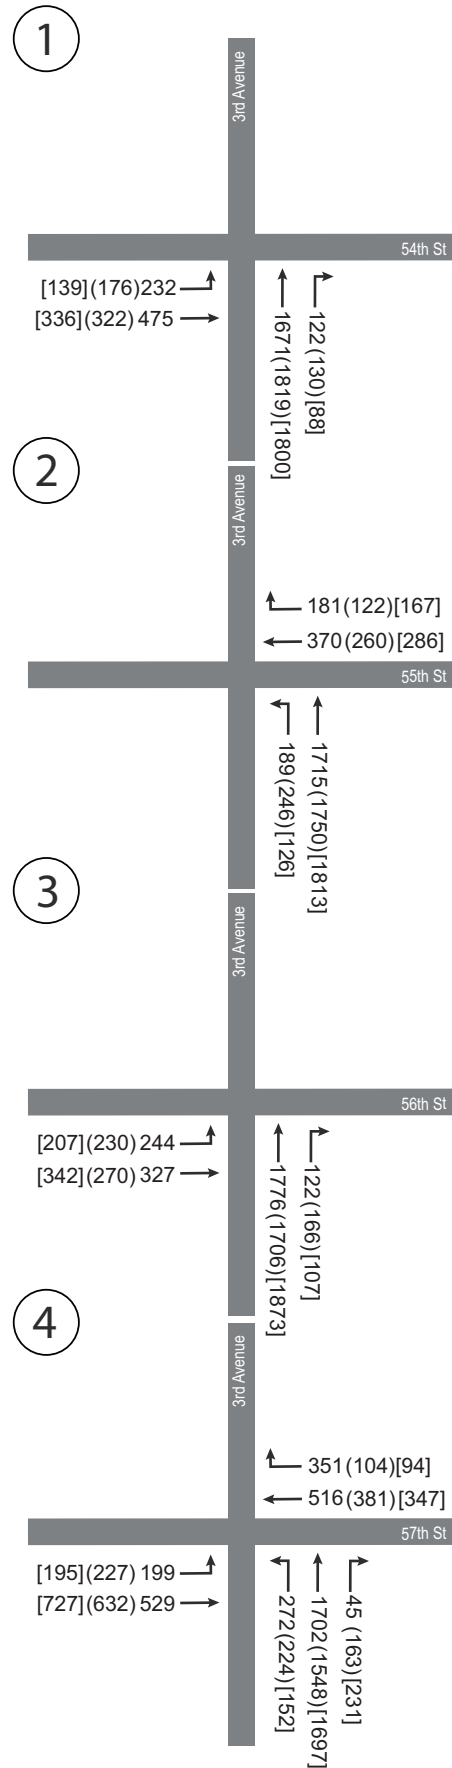 1
3rd Avenue
54th St
[139](176)232
[336](322) 475
1671(1819)[1800]
122(130)[88]
2
3rd Avenue
181(122)[167]
370(260)[286]
55th St
189(246)[126]
1715(1750)[1813]
3
3rd Avenue
56th St
[207](230) 244
[342](270) 327
1776(1706)[1873]
122(166)[107]
4
3rd Avenue
351(104)[94]
516(381)[347]
57th St
[195](227) 199
[727](632) 529
272(224)[152]
1702(1548)[1697]
45 (163)[231]